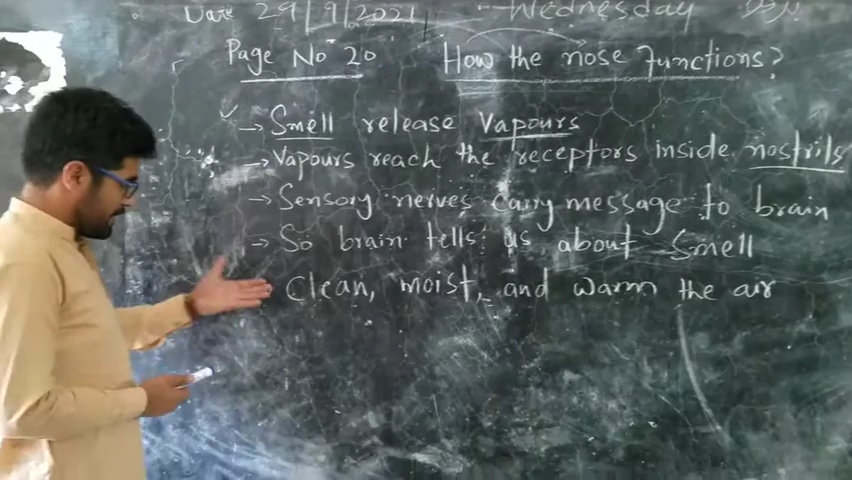 Date 29/9/2021 Wednesday
Page No 20 How the nose functions?
→ Smell release Vapours
→ Vapours reach the receptors inside nostrils
→ Sensory nerves carry message to brain
→ So brain tells us about Smell
Clean, moist, and warm the air